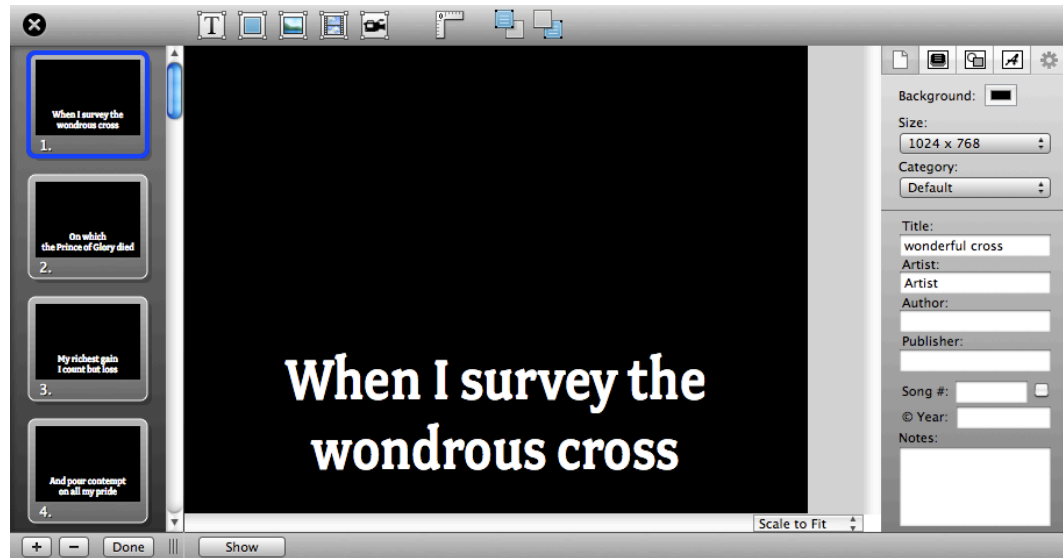 T
When I survey the
wondrous cross
1.
On which
the Prince of Glory died
2.
My richest gain
I count but loss
3.
And pour contempt
on all my pride
4.
+ − Done Show
When I survey the
wondrous cross
Scale to Fit
A
Background:
Size:
1024 x 768
Category:
Default
Title:
wonderful cross
Artist:
Artist
Author:
Publisher:
Song #:
© Year:
Notes: